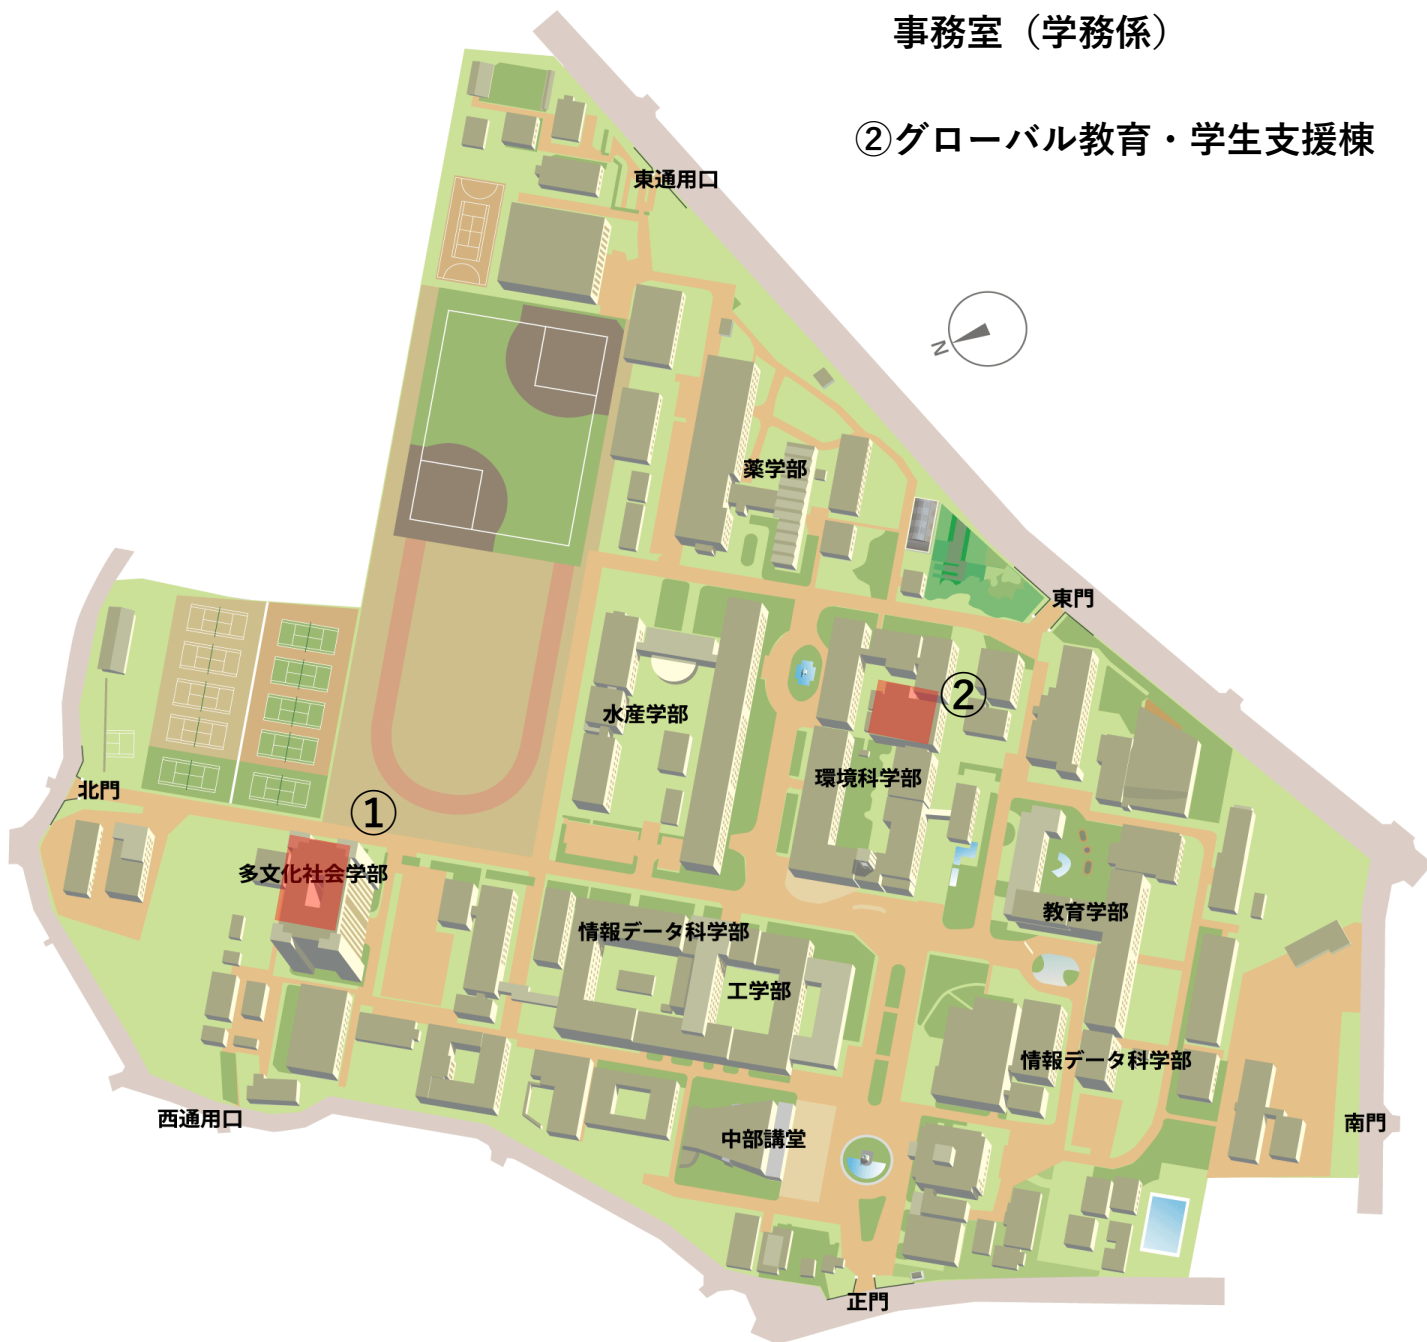 事務室（学務係）
②グローバル教育・学生支援棟
東通用口
N
薬学部
東門
②
水産学部
環境科学部
北門
①
多文化社会学部
教育学部
情報データ科学部
工学部
情報データ科学部
西通用口
中部講堂
南門
正門